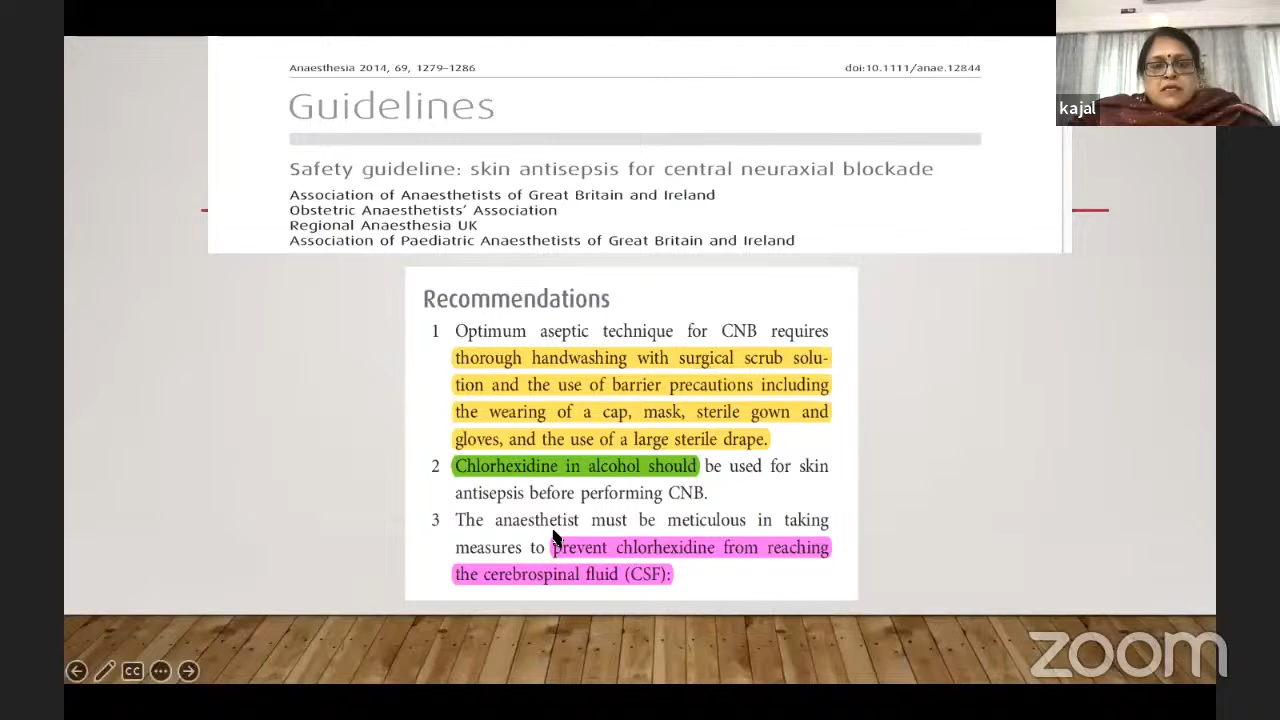 Anaesthesia 2014, 69, 1279–1286
doi:10.1111/anae.12844
Guidelines
Safety guideline: skin antisepsis for central neuraxial blockade
Association of Anaesthetists of Great Britain and Ireland
Obstetric Anaesthetists' Association
Regional Anaesthesia UK
Association of Paediatric Anaesthetists of Great Britain and Ireland
kajal
Recommendations
1 Optimum aseptic technique for CNB requires
thorough handwashing with surgical scrub solu-
tion and the use of barrier precautions including
the wearing of a cap, mask, sterile gown and
gloves, and the use of a large sterile drape.
2 Chlorhexidine in alcohol should be used for skin
antisepsis before performing CNB.
3 The anaesthetist must be meticulous in taking
measures to prevent chlorhexidine from reaching
the cerebrospinal fluid (CSF):
CC
zoom